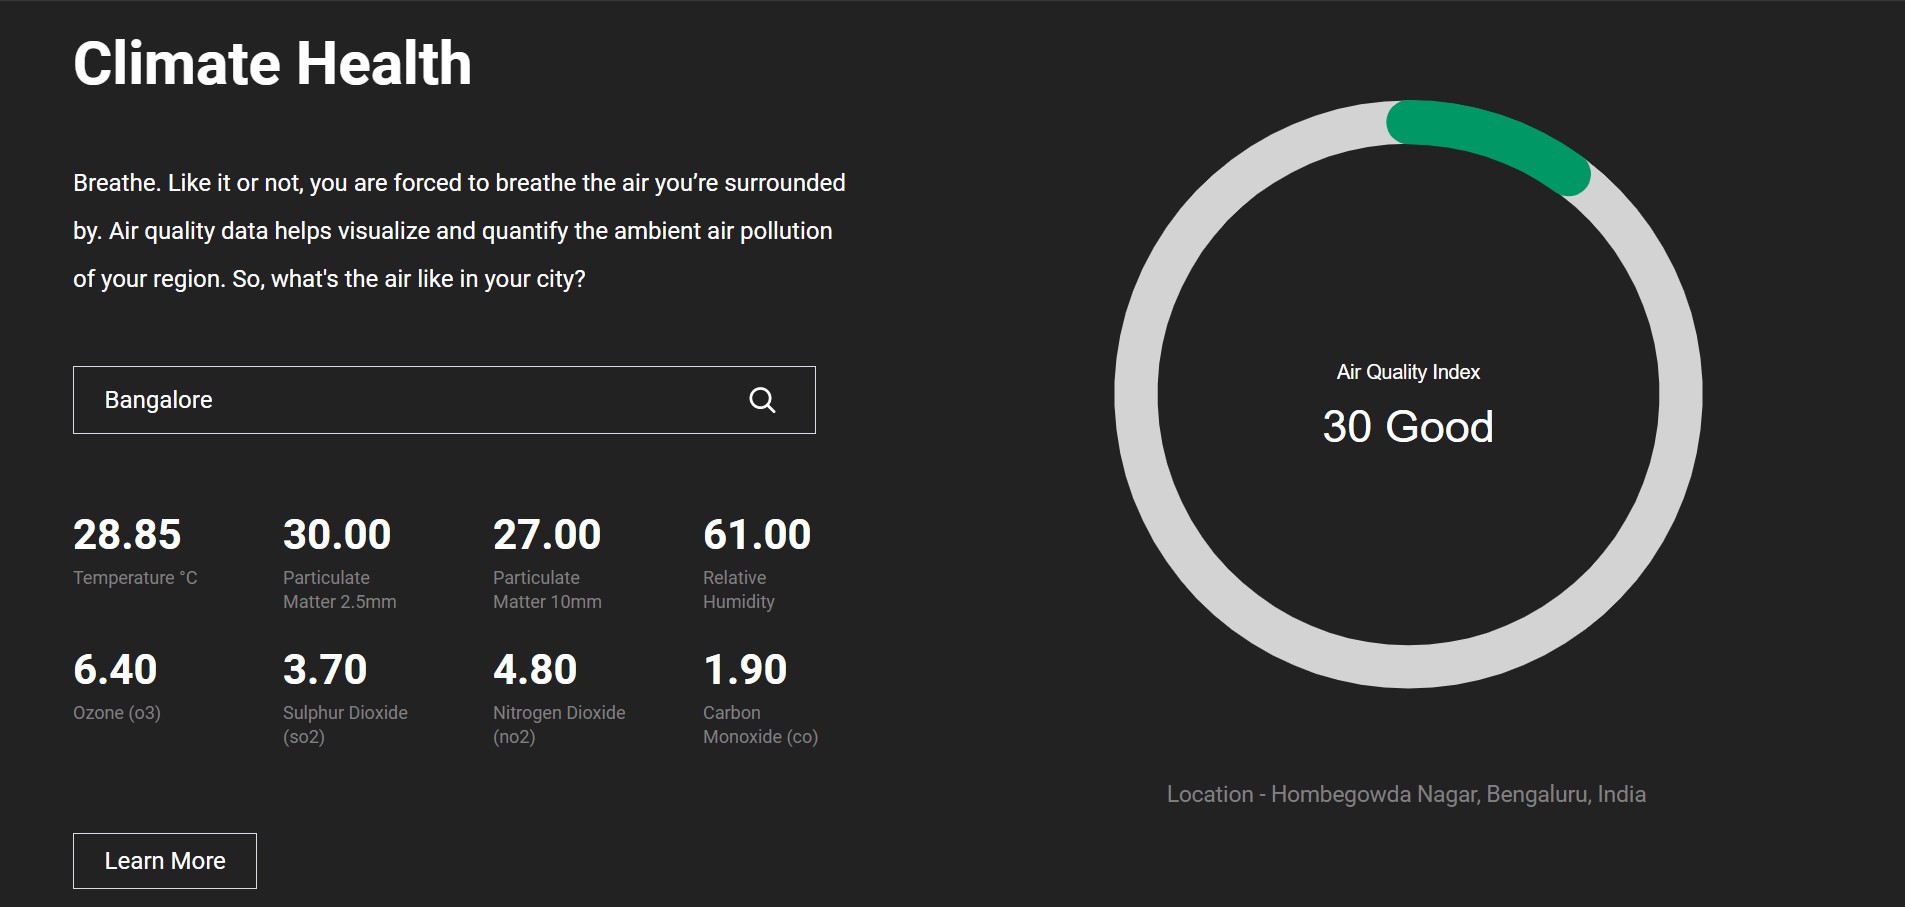 Climate Health
Breathe. Like it or not, you are forced to breathe the air you’re surrounded
by. Air quality data helps visualize and quantify the ambient air pollution
of your region. So, what's the air like in your city?
Bangalore
28.85
Temperature °C
30.00
Particulate
Matter 2.5mm
27.00
Particulate
Matter 10mm
61.00
Relative
Humidity
6.40
Ozone (o3)
3.70
Sulphur Dioxide
(so2)
4.80
Nitrogen Dioxide
(no2)
1.90
Carbon
Monoxide (co)
Learn More
Air Quality Index
30 Good
Location - Hombegowda Nagar, Bengaluru, India